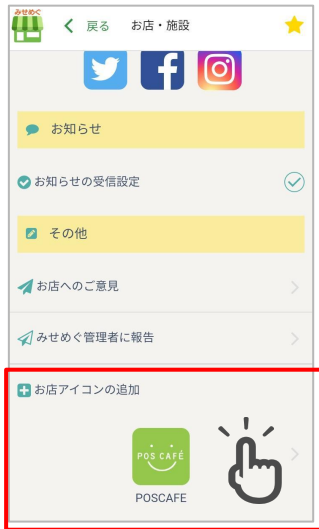 みせめぐ
戻る お店・施設
お知らせ
お知らせの受信設定
その他
お店へのご意見
みせめぐ管理者に報告
お店アイコンの追加
POS CAFÉ
POSCAFE